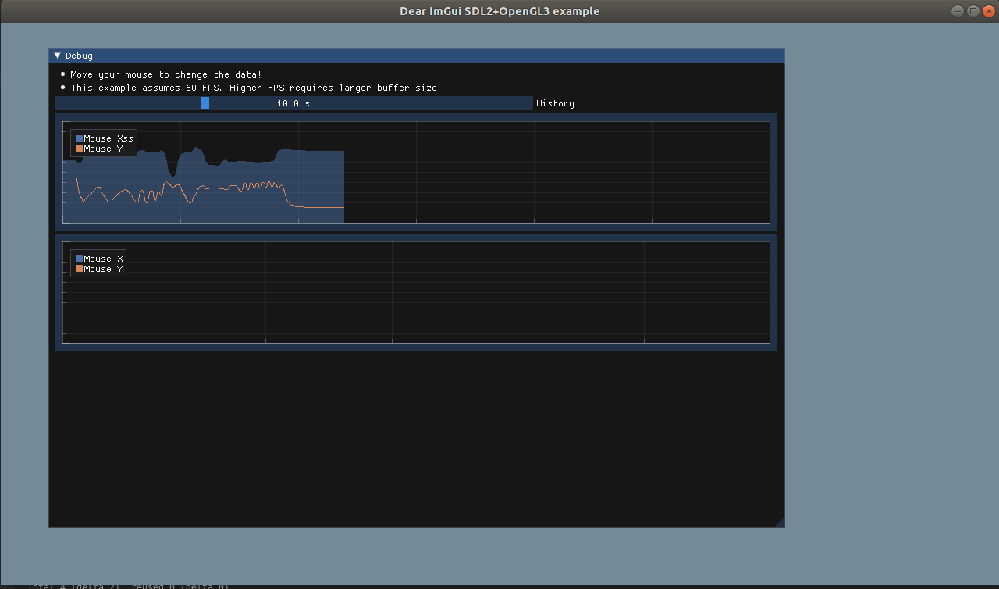 Dear ImGui SDL2+OpenGL3 example
Debug
Move your mouse to change the data!
This example assumes 60 FPS. Higher FPS requires larger buffer size.
10.0 s
History
Mouse Xss
Mouse Y
Mouse X
Mouse Y